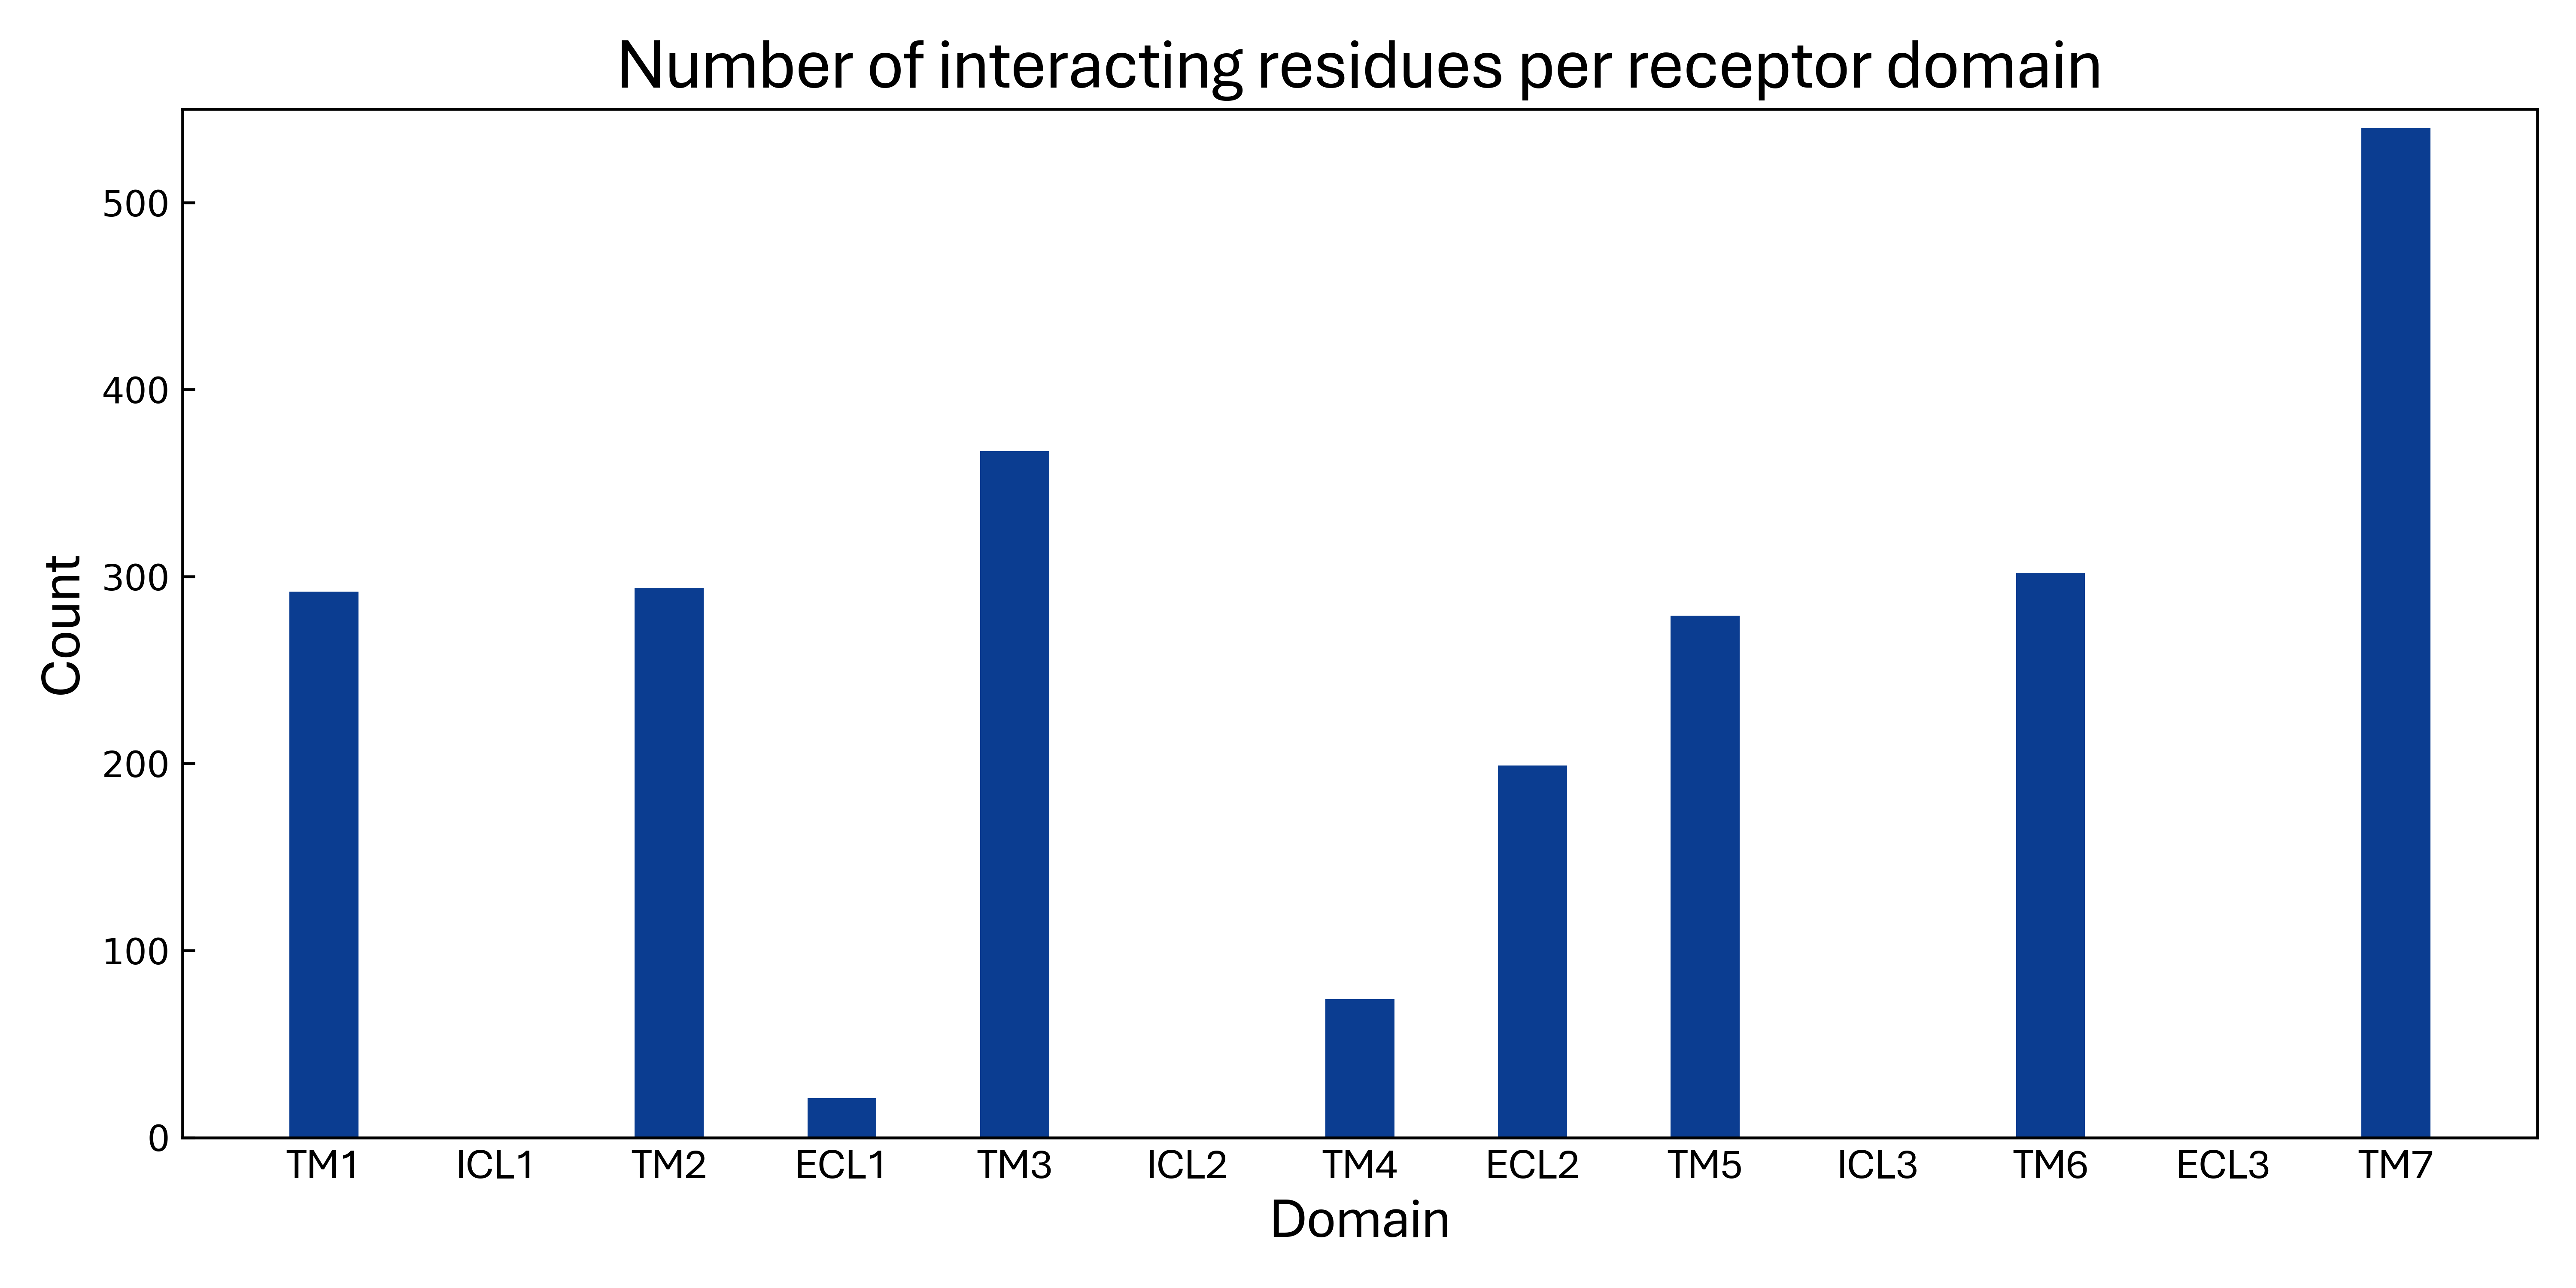 Number of interacting residues per receptor domain
500
400
300
200
100
0
Count
TM1 ICL1 TM2 ECL1 TM3 ICL2 TM4 ECL2 TM5 ICL3 TM6 ECL3 TM7
Domain